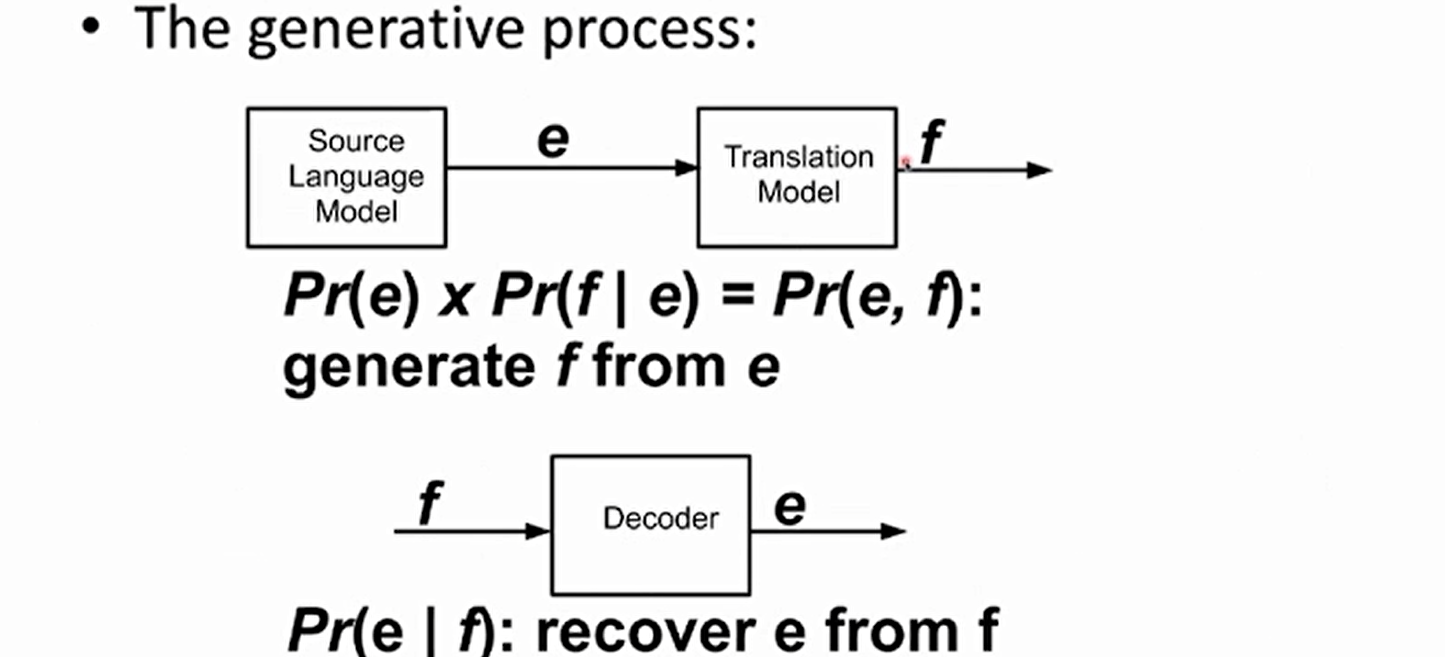 • The generative process:
Source
Language
Model
e
Translation
Model
f
Pr(e) x Pr(f | e) = Pr(e, f):
generate f from e
f
Decoder
e
Pr(e | f): recover e from f